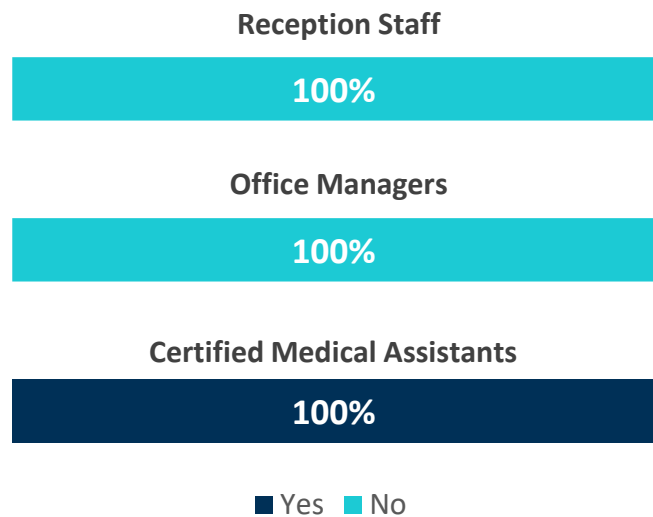 Reception Staff
100%
Office Managers
100%
Certified Medical Assistants
100%
Yes No